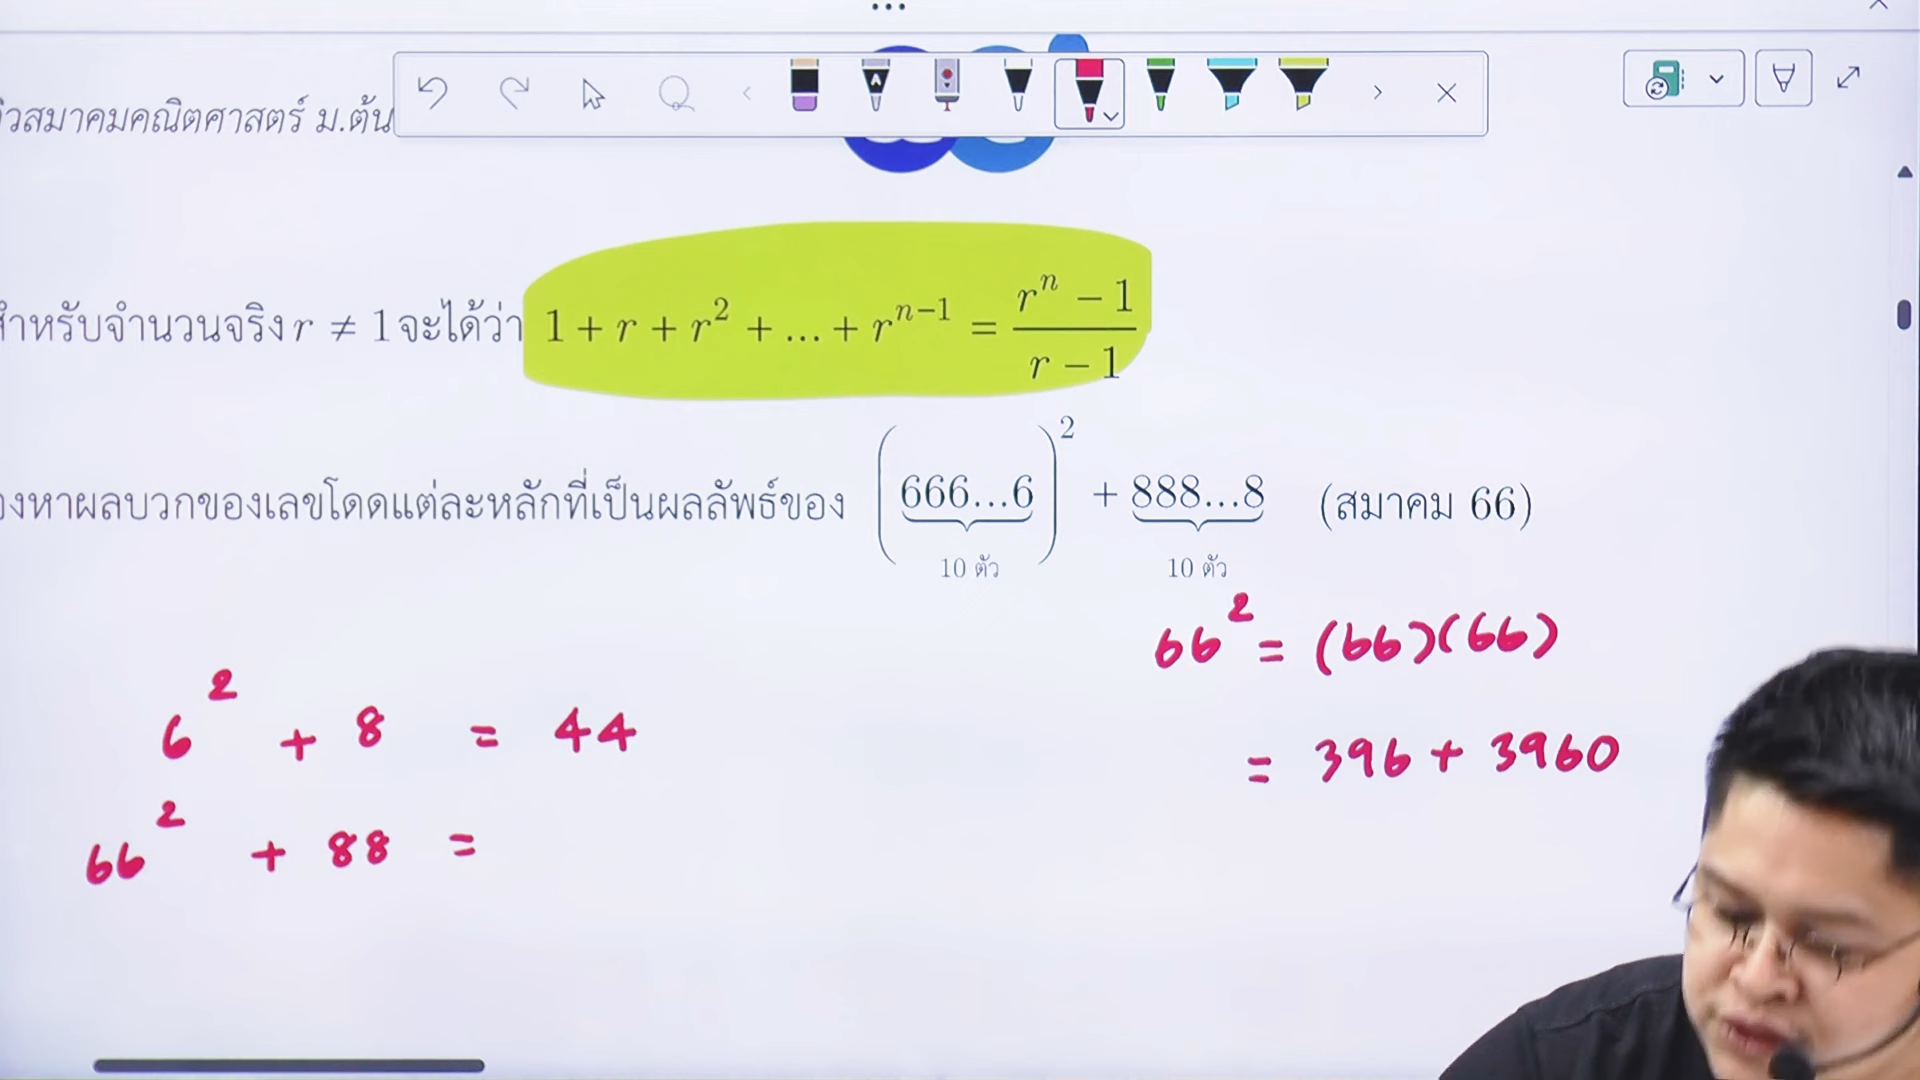 วสมาคมคณิตศาสตร์ ม.ต้น
สำหรับจำนวนจริง r ≠ 1 จะได้ว่า 1 + r + r² + ... + rⁿ⁻¹ = (rⁿ − 1)/(r − 1)
งหาผลบวกของเลขโดดแต่ละหลักที่เป็นผลลัพธ์ของ (666...6)² + 888...8 (สมาคม 66)
10 ตัว 10 ตัว
66² = (66)(66)
= 396 + 3960
6² + 8 = 44
66² + 88 =